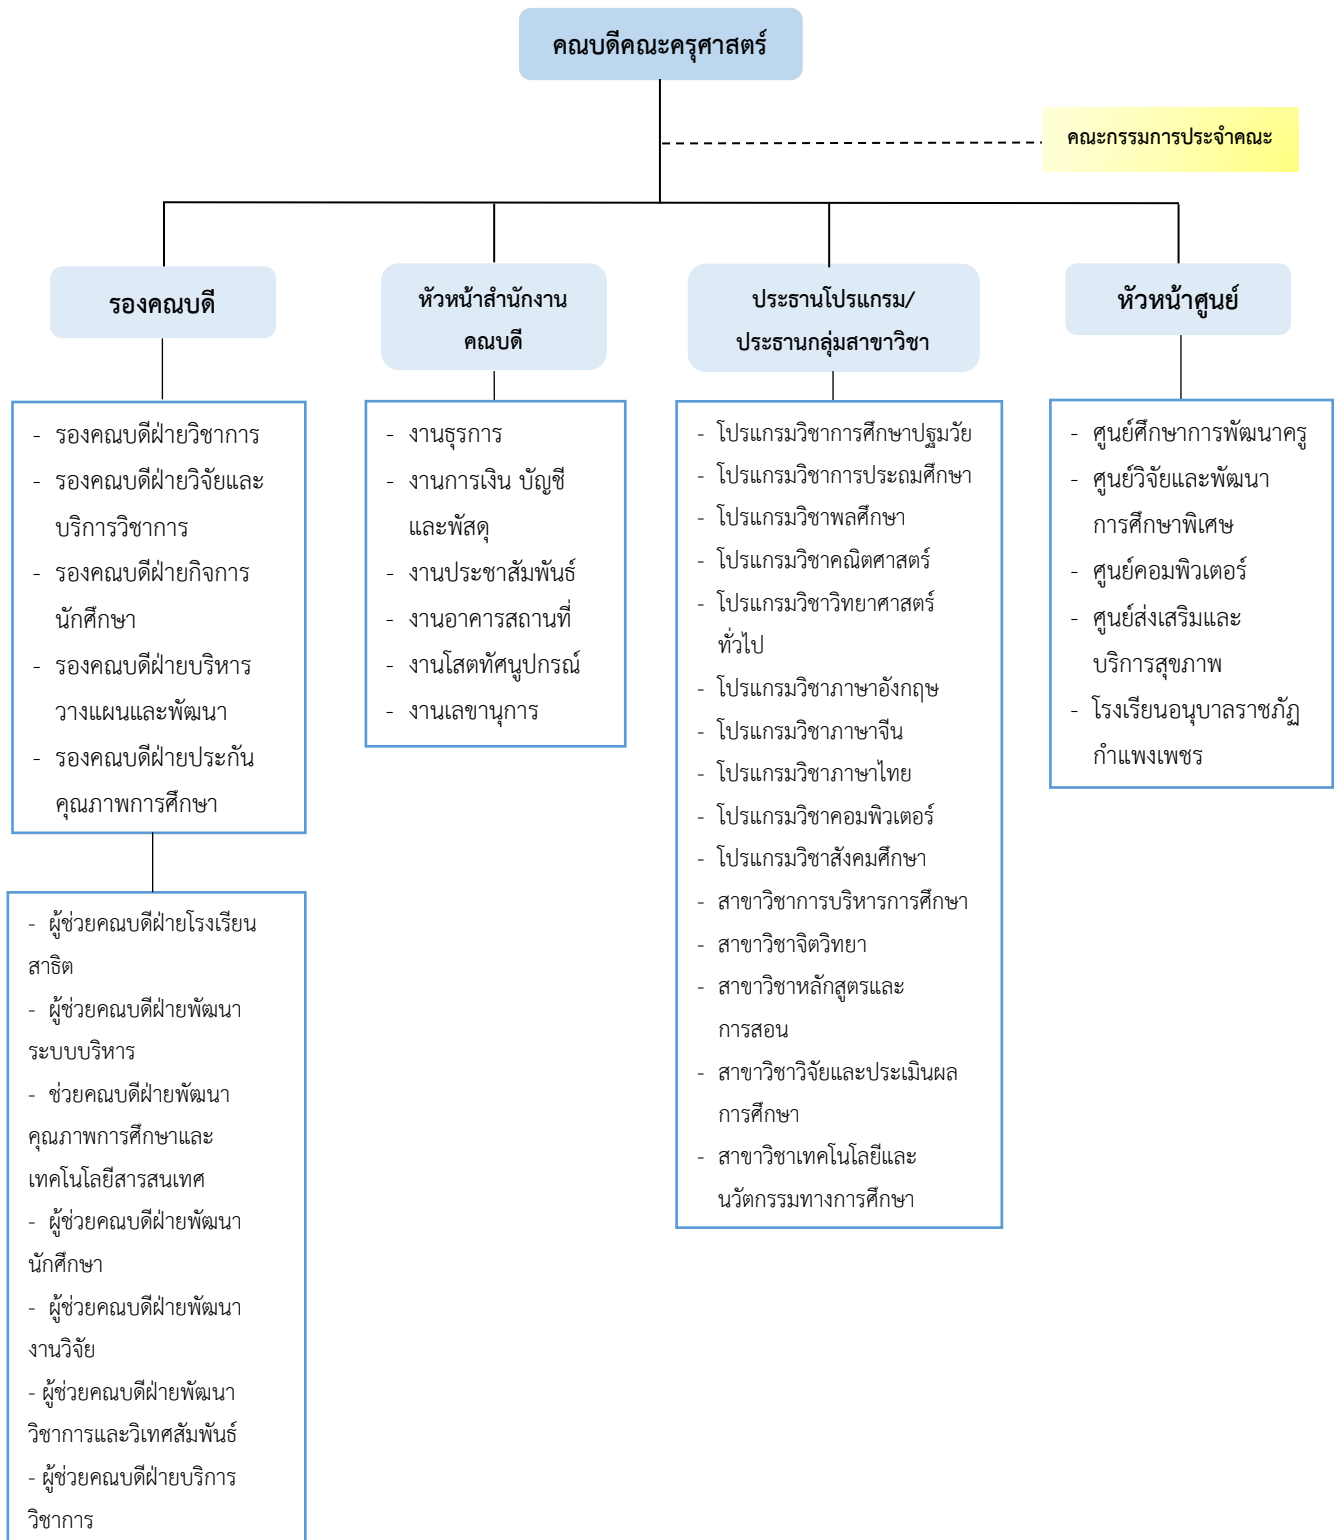 คณบดีคณะครุศาสตร์
คณะกรรมการประจำคณะ
รองคณบดี
- รองคณบดีฝ่ายวิชาการ
- รองคณบดีฝ่ายวิจัยและ
บริการวิชาการ
- รองคณบดีฝ่ายกิจการ
นักศึกษา
- รองคณบดีฝ่ายบริหาร
วางแผนและพัฒนา
- รองคณบดีฝ่ายประกัน
คุณภาพการศึกษา
- ผู้ช่วยคณบดีฝ่ายโรงเรียน
สาธิต
- ผู้ช่วยคณบดีฝ่ายพัฒนา
ระบบบริหาร
- ช่วยคณบดีฝ่ายพัฒนา
คุณภาพการศึกษาและ
เทคโนโลยีสารสนเทศ
- ผู้ช่วยคณบดีฝ่ายพัฒนา
นักศึกษา
- ผู้ช่วยคณบดีฝ่ายพัฒนา
งานวิจัย
- ผู้ช่วยคณบดีฝ่ายพัฒนา
วิชาการและวิเทศสัมพันธ์
- ผู้ช่วยคณบดีฝ่ายบริการ
วิชาการ
หัวหน้าสำนักงาน
คณบดี
- งานธุรการ
- งานการเงิน บัญชี
และพัสดุ
- งานประชาสัมพันธ์
- งานอาคารสถานที่
- งานโสตทัศนูปกรณ์
- งานเลขานุการ
ประธานโปรแกรม/
ประธานกลุ่มสาขาวิชา
- โปรแกรมวิชาการศึกษาปฐมวัย
- โปรแกรมวิชาการประถมศึกษา
- โปรแกรมวิชาพลศึกษา
- โปรแกรมวิชาคณิตศาสตร์
- โปรแกรมวิชาวิทยาศาสตร์
ทั่วไป
- โปรแกรมวิชาภาษาอังกฤษ
- โปรแกรมวิชาภาษาจีน
- โปรแกรมวิชาภาษาไทย
- โปรแกรมวิชาคอมพิวเตอร์
- โปรแกรมวิชาสังคมศึกษา
- สาขาวิชาการบริหารการศึกษา
- สาขาวิชาจิตวิทยา
- สาขาวิชาหลักสูตรและ
การสอน
- สาขาวิชาวิจัยและประเมินผล
การศึกษา
- สาขาวิชาเทคโนโลยีและ
นวัตกรรมทางการศึกษา
หัวหน้าศูนย์
- ศูนย์ศึกษาการพัฒนาครู
- ศูนย์วิจัยและพัฒนา
การศึกษาพิเศษ
- ศูนย์คอมพิวเตอร์
- ศูนย์ส่งเสริมและ
บริการสุขภาพ
- โรงเรียนอนุบาลราชภัฏ
กำแพงเพชร